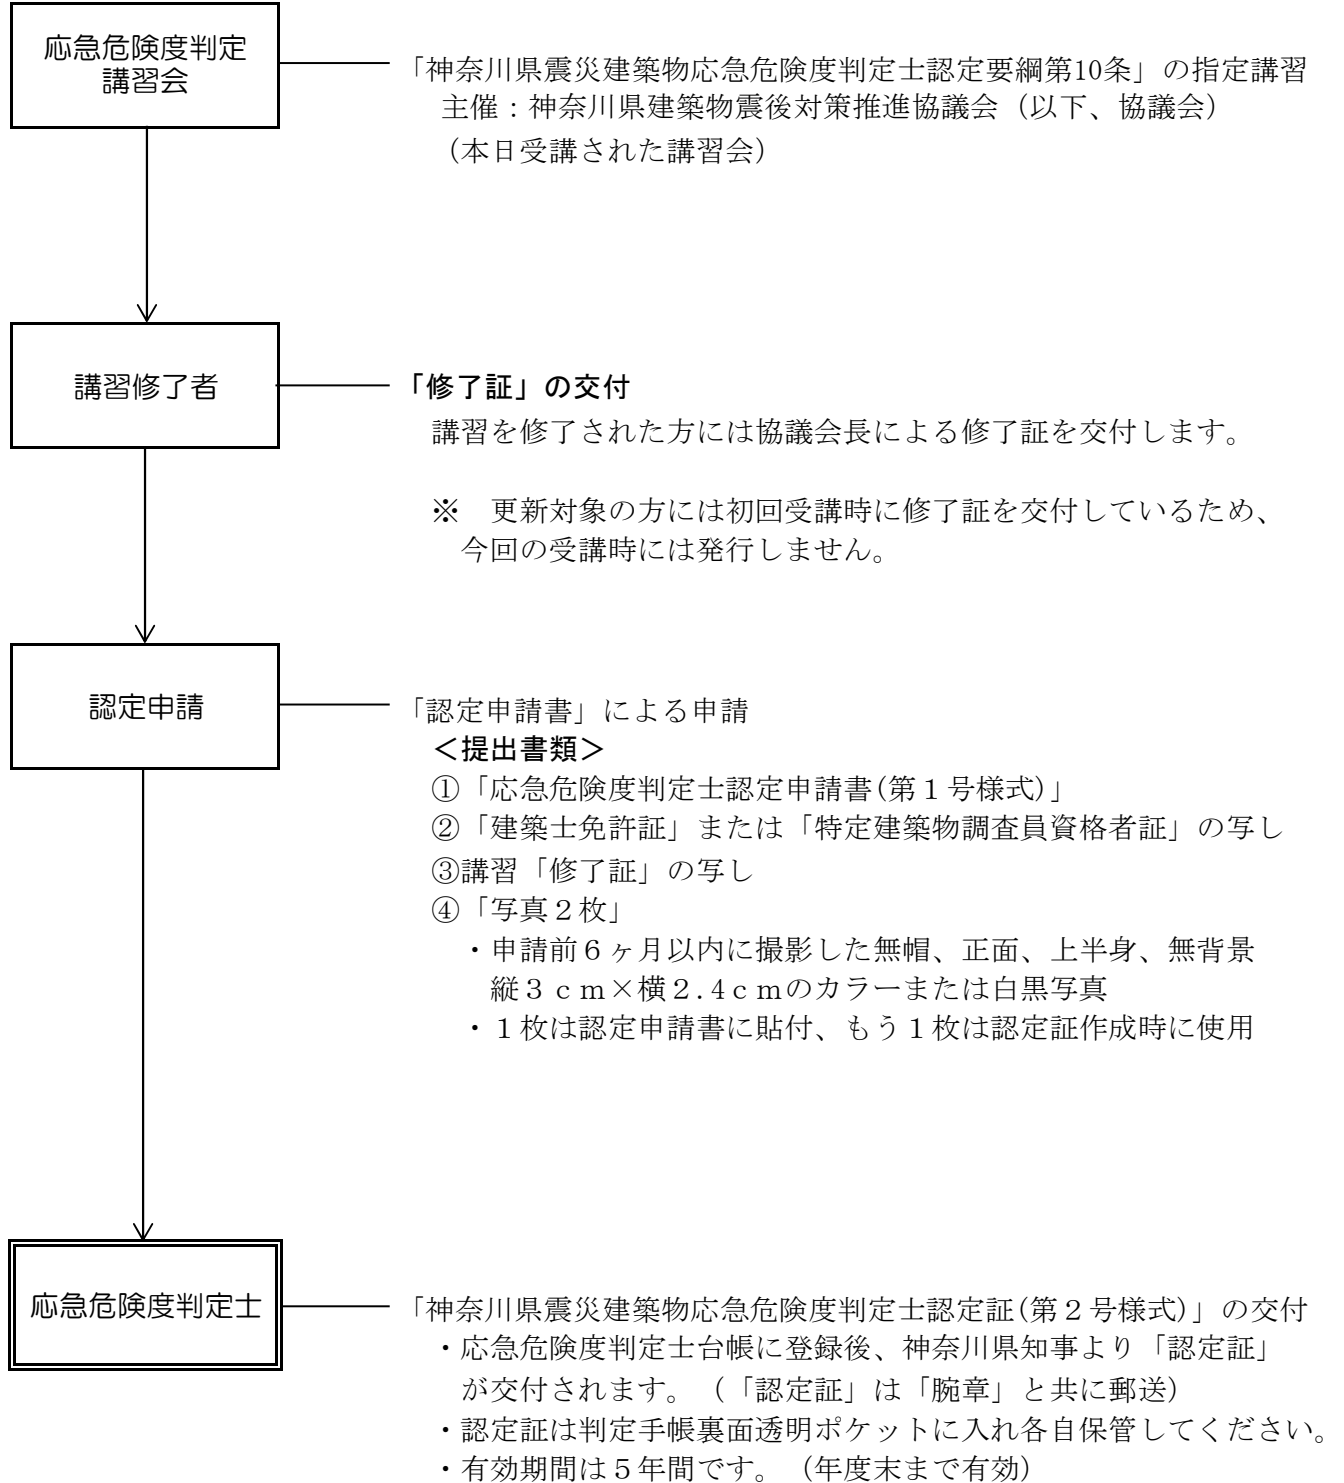 応急危険度判定
講習会
「神奈川県震災建築物応急危険度判定士認定要綱第10条」の指定講習
主催：神奈川県建築物震後対策推進協議会（以下、協議会）
（本日受講された講習会）
講習修了者
「修了証」の交付
講習を修了された方には協議会長による修了証を交付します。
※　更新対象の方には初回受講時に修了証を交付しているため、
今回の受講時には発行しません。
認定申請
「認定申請書」による申請
＜提出書類＞
①「応急危険度判定士認定申請書(第１号様式)」
②「建築士免許証」または「特定建築物調査員資格者証」の写し
③講習「修了証」の写し
④「写真２枚」
・申請前６ヶ月以内に撮影した無帽、正面、上半身、無背景
縦３ｃｍ×横２.４ｃｍのカラーまたは白黒写真
・１枚は認定申請書に貼付、もう１枚は認定証作成時に使用
応急危険度判定士
「神奈川県震災建築物応急危険度判定士認定証(第２号様式)」の交付
・応急危険度判定士台帳に登録後、神奈川県知事より「認定証」
が交付されます。（「認定証」は「腕章」と共に郵送）
・認定証は判定手帳裏面透明ポケットに入れ各自保管してください。
・有効期間は５年間です。（年度末まで有効）